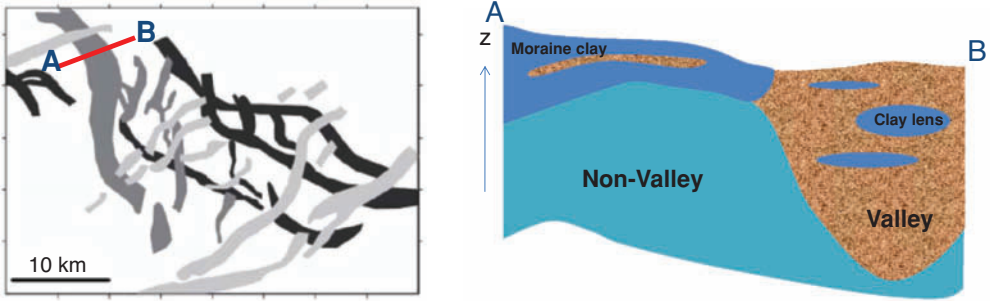 A
B
10 km
A
z
Moraine clay
B
Clay lens
Non-Valley
Valley